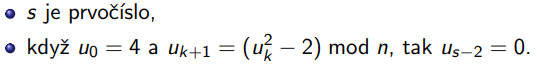 • s je prvočíslo,
• když u₀ = 4 a uₖ₊₁ = (uₖ² − 2) mod n, tak uₛ₋₂ = 0.